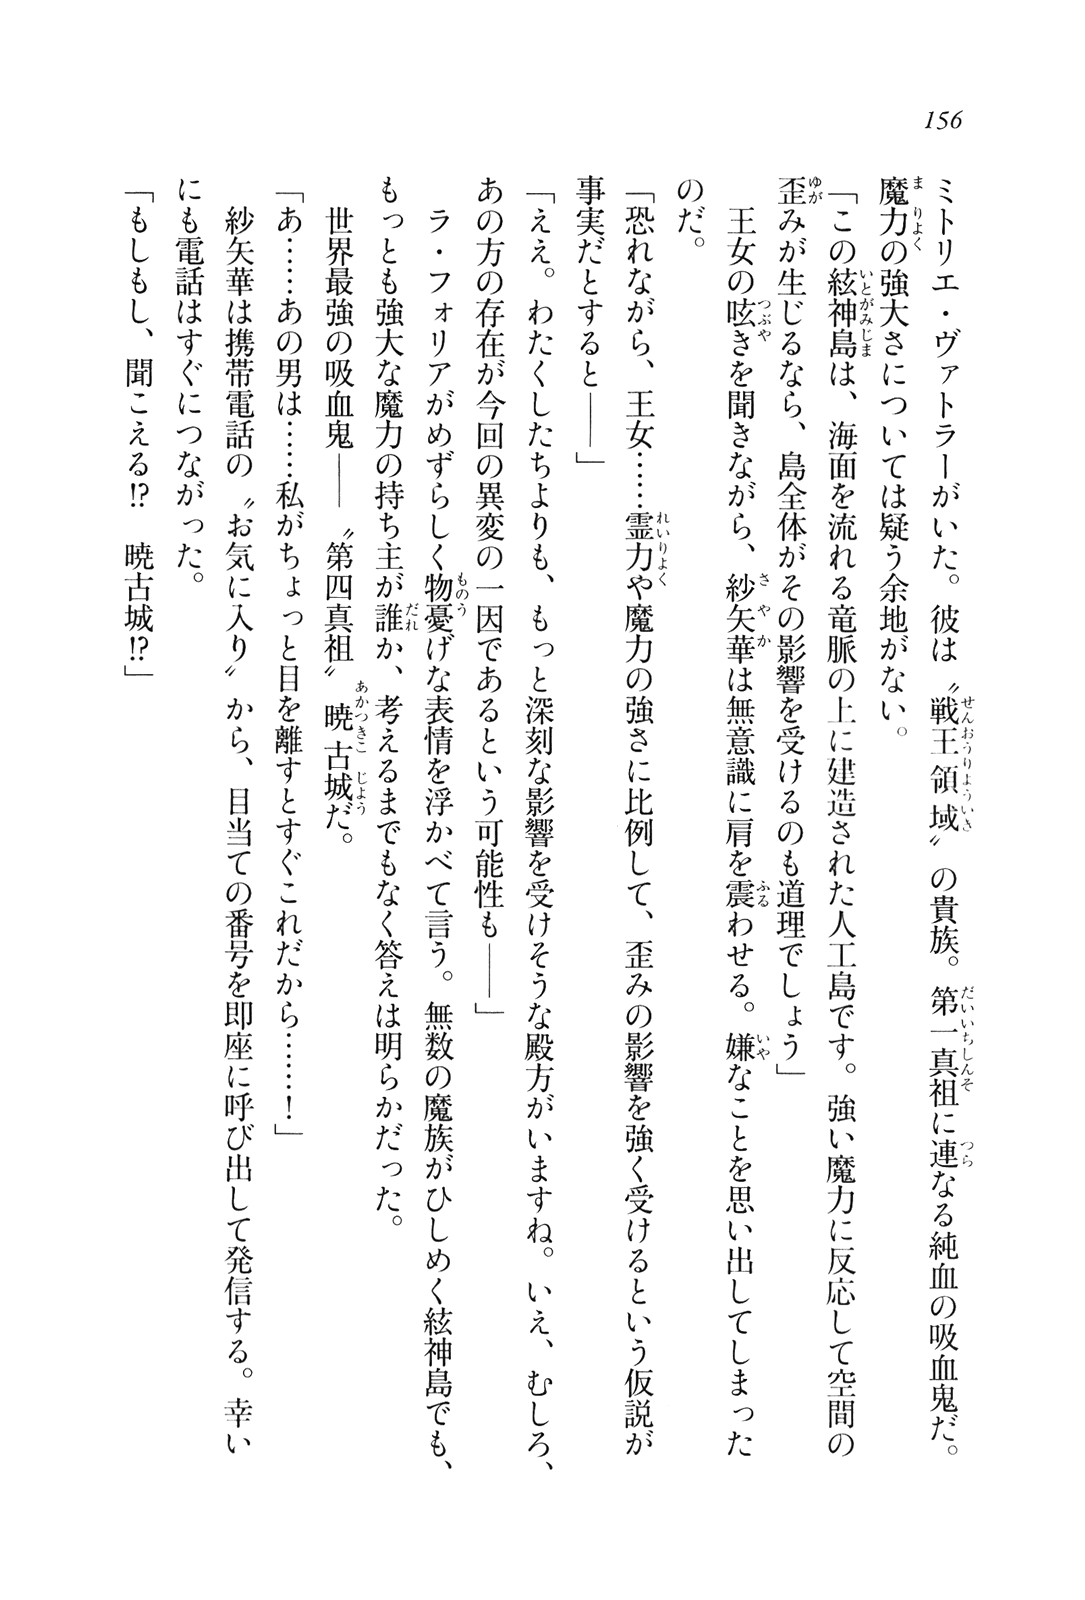 156
ミトリエ・ヴァトラーがいた。彼は〝戦王領域〟の貴族。第一真祖に連なる純血の吸血鬼だ。
魔力の強大さについては疑う余地がない。
「この絃神島は、海面を流れる竜脈の上に建造された人工島です。強い魔力に反応して空間の
歪みが生じるなら、島全体がその影響を受けるのも道理でしょう」
　王女の呟きを聞きながら、紗矢華は無意識に肩を震わせる。嫌なことを思い出してしまった
のだ。
「恐れながら、王女……霊力や魔力の強さに比例して、歪みの影響を強く受けるという仮説が
事実だとすると――」
「ええ。わたくしたちよりも、もっと深刻な影響を受けそうな殿方がいますね。いえ、むしろ、
あの方の存在が今回の異変の一因であるという可能性も――」
　ラ・フォリアがめずらしく物憂げな表情を浮かべて言う。無数の魔族がひしめく絃神島でも、
もっとも強大な魔力の持ち主が誰か、考えるまでもなく答えは明らかだった。
　世界最強の吸血鬼――〝第四真祖〟暁古城だ。
「あ……あの男は……私がちょっと目を離すとすぐこれだから……！」
　紗矢華は携帯電話の〝お気に入り〟から、目当ての番号を即座に呼び出して発信する。幸い
にも電話はすぐにつながった。
「もしもし、聞こえる!?　暁古城!?」